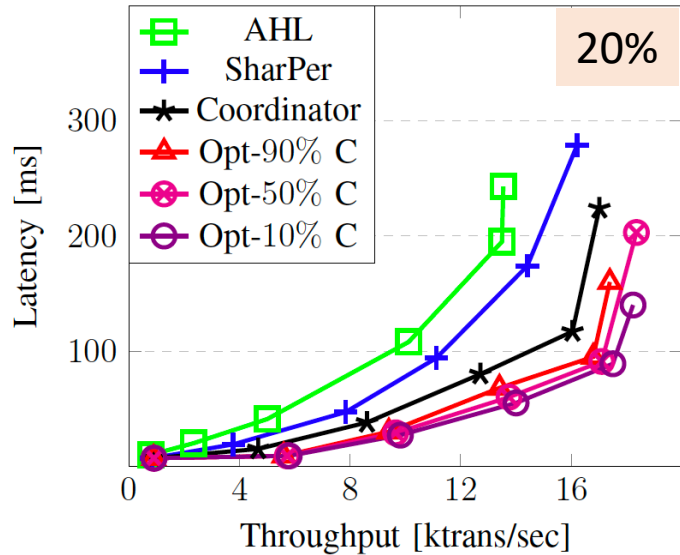 AHL
SharPer
Coordinator
Opt-90% C
Opt-50% C
Opt-10% C
20%
300
200
100
0
4
8
12
16
Latency [ms]
Throughput [ktrans/sec]